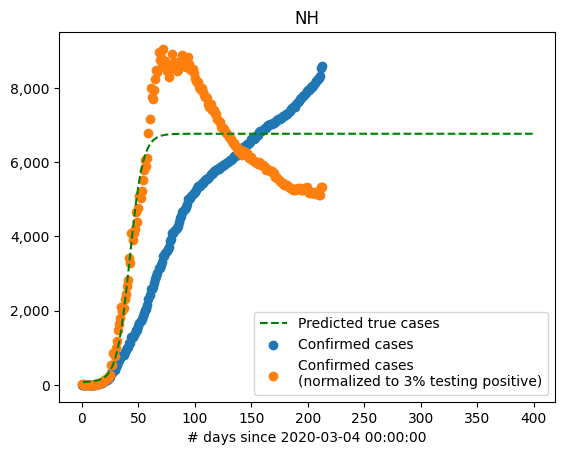 NH
8,000
6,000
4,000
2,000
0
0 50 100 150 200 250 300 350 400
# days since 2020-03-04 00:00:00
Predicted true cases
Confirmed cases
Confirmed cases
(normalized to 3% testing positive)